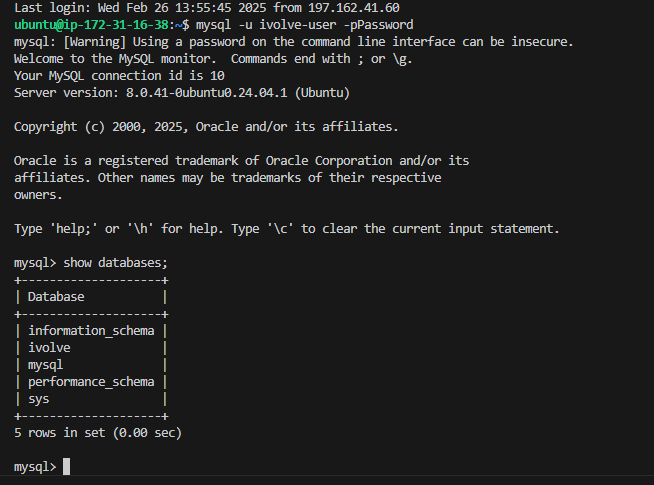 Last login: Wed Feb 26 13:55:45 2025 from 197.162.41.60
ubuntu@ip-172-31-16-38:~$ mysql -u ivolve-user -pPassword
mysql: [Warning] Using a password on the command line interface can be insecure.
Welcome to the MySQL monitor.  Commands end with ; or \g.
Your MySQL connection id is 10
Server version: 8.0.41-0ubuntu0.24.04.1 (Ubuntu)

Copyright (c) 2000, 2025, Oracle and/or its affiliates.

Oracle is a registered trademark of Oracle Corporation and/or its
affiliates. Other names may be trademarks of their respective
owners.

Type 'help;' or '\h' for help. Type '\c' to clear the current input statement.

mysql> show databases;
+--------------------+
| Database           |
+--------------------+
| information_schema |
| ivolve             |
| mysql              |
| performance_schema |
| sys                |
+--------------------+
5 rows in set (0.00 sec)

mysql>